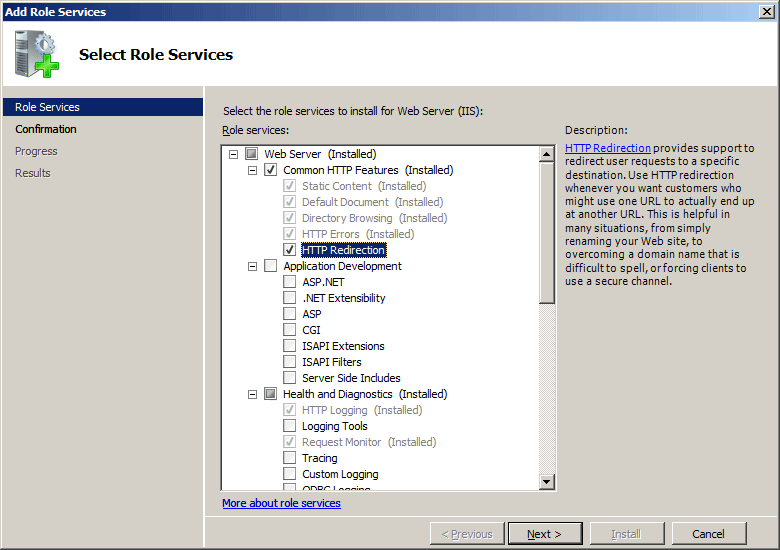 Add Role Services
Select Role Services
Role Services
Confirmation
Progress
Results
Select the role services to install for Web Server (IIS):
Role services:
Web Server (Installed)
Common HTTP Features (Installed)
Static Content (Installed)
Default Document (Installed)
Directory Browsing (Installed)
HTTP Errors (Installed)
HTTP Redirection
Application Development
ASP.NET
.NET Extensibility
ASP
CGI
ISAPI Extensions
ISAPI Filters
Server Side Includes
Health and Diagnostics (Installed)
HTTP Logging (Installed)
Logging Tools
Request Monitor (Installed)
Tracing
Custom Logging
ODBC Logging
More about role services
Description:
HTTP Redirection provides support to
redirect user requests to a specific
destination. Use HTTP redirection
whenever you want customers who
might use one URL to actually end up
at another URL. This is helpful in
many situations, from simply
renaming your Web site, to
overcoming a domain name that is
difficult to spell, or forcing clients to
use a secure channel.
< Previous
Next >
Install
Cancel